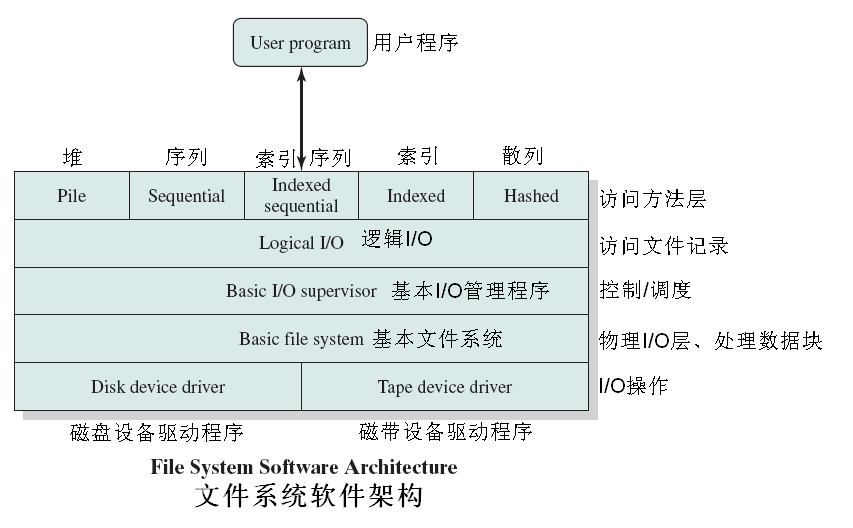 User program 用户程序
堆 序列 索引 序列 索引 散列
Pile Sequential Indexed sequential Indexed Hashed 访问方法层
Logical I/O 逻辑I/O 访问文件记录
Basic I/O supervisor 基本I/O管理程序 控制/调度
Basic file system 基本文件系统 物理I/O层、处理数据块
Disk device driver Tape device driver I/O操作
磁盘设备驱动程序 磁带设备驱动程序
File System Software Architecture
文件系统软件架构